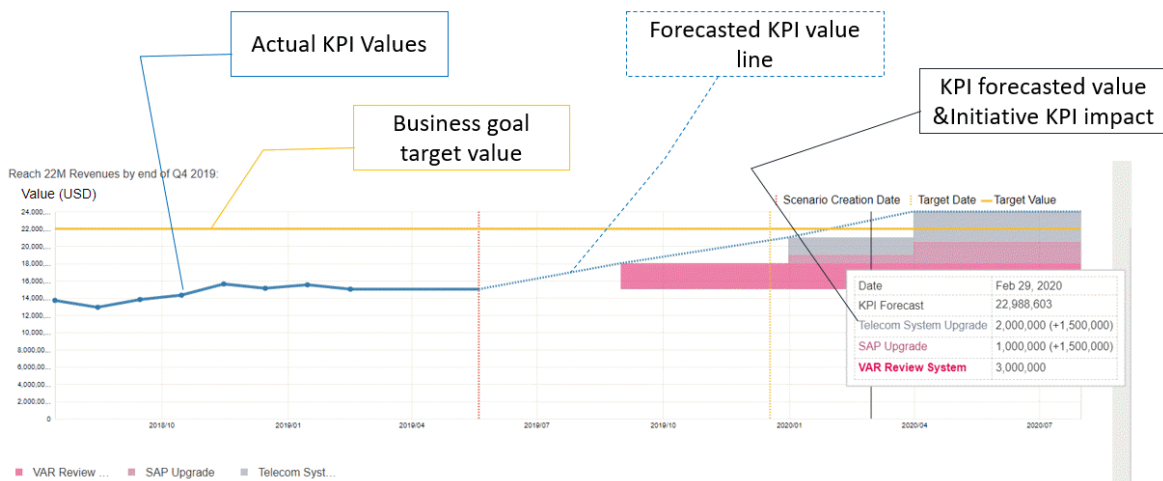 Actual KPI Values
Forecasted KPI value
line
KPI forecasted value
&Initiative KPI impact
Business goal
target value
Reach 22M Revenues by end of Q4 2019:
Value (USD)
Scenario Creation Date
Target Date
Target Value
24,000,...
22,000,...
20,000,...
18,000,...
16,000,...
14,000,...
12,000,...
10,000,...
8,000.00...
6,000.00...
4,000.00...
2,000.00...
0
2018/10
2019/01
2019/04
2019/07
2019/10
2020/01
2020/04
2020/07
Date Feb 29, 2020
KPI Forecast 22,988,603
Telecom System Upgrade 2,000,000 (+1,500,000)
SAP Upgrade 1,000,000 (+1,500,000)
VAR Review System 3,000,000
VAR Review ...
SAP Upgrade
Telecom Syst...